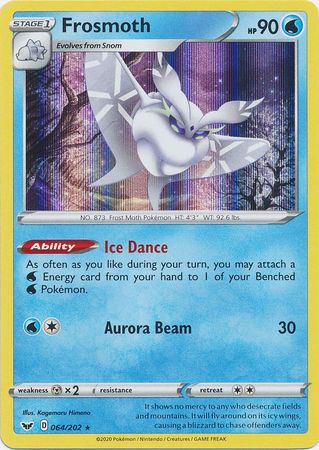 STAGE 1
Frosmoth
HP 90
Evolves from Snom
NO. 873. Frost Moth Pokémon. HT: 4'3" WT: 92.6 lbs.
Ability Ice Dance
As often as you like during your turn, you may attach a
Energy card from your hand to 1 of your Benched
Pokémon.
Aurora Beam 30
weakness ×2 resistance retreat
Illus. Kagemaru Himeno
D 064/202 ★
It shows no mercy to any who desecrate fields
and mountains. It will fly around on its icy wings,
causing a blizzard to chase offenders away.
©2020 Pokémon / Nintendo / Creatures / GAME FREAK